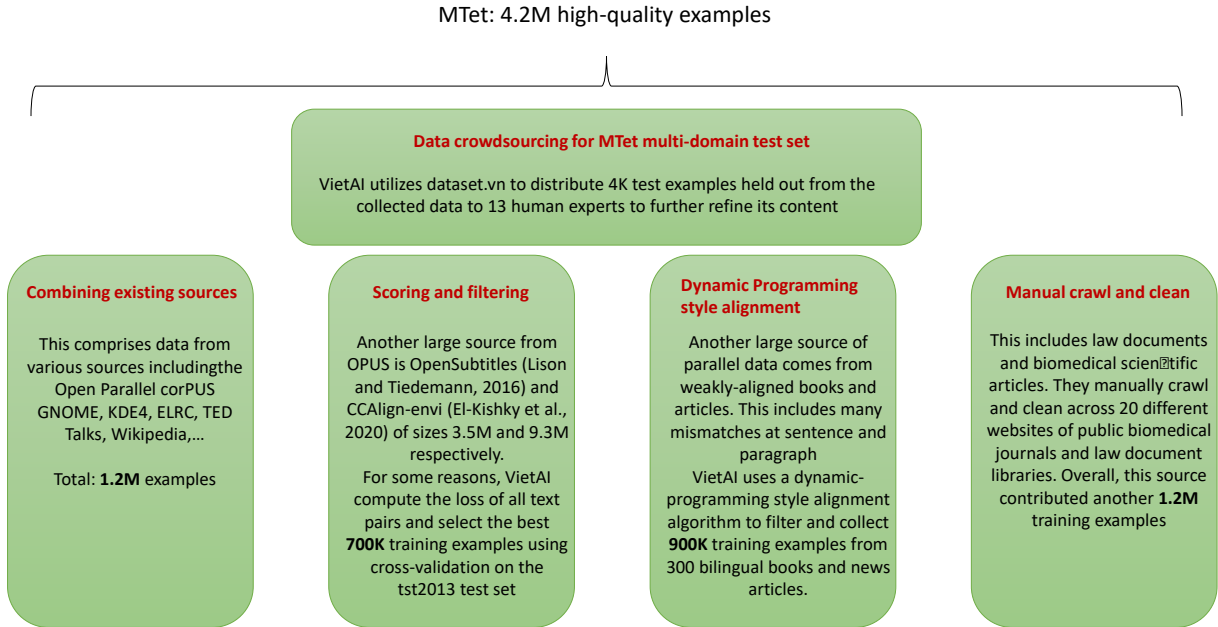 MTet: 4.2M high-quality examples
Data crowdsourcing for MTet multi-domain test set
VietAI utilizes dataset.vn to distribute 4K test examples held out from the
collected data to 13 human experts to further refine its content
Combining existing sources
This comprises data from
various sources includingthe
Open Parallel corPUS
GNOME, KDE4, ELRC, TED
Talks, Wikipedia,...
Total: 1.2M examples
Scoring and filtering
Another large source from
OPUS is OpenSubtitles (Lison
and Tiedemann, 2016) and
CCAlign-envi (El-Kishky et al.,
2020) of sizes 3.5M and 9.3M
respectively.
For some reasons, VietAI
compute the loss of all text
pairs and select the best
700K training examples using
cross-validation on the
tst2013 test set
Dynamic Programming
style alignment
Another large source of
parallel data comes from
weakly-aligned books and
articles. This includes many
mismatches at sentence and
paragraph
VietAI uses a dynamic-
programming style alignment
algorithm to filter and collect
900K training examples from
300 bilingual books and news
articles.
Manual crawl and clean
This includes law documents
and biomedical scien⍰tific
articles. They manually crawl
and clean across 20 different
websites of public biomedical
journals and law document
libraries. Overall, this source
contributed another 1.2M
training examples